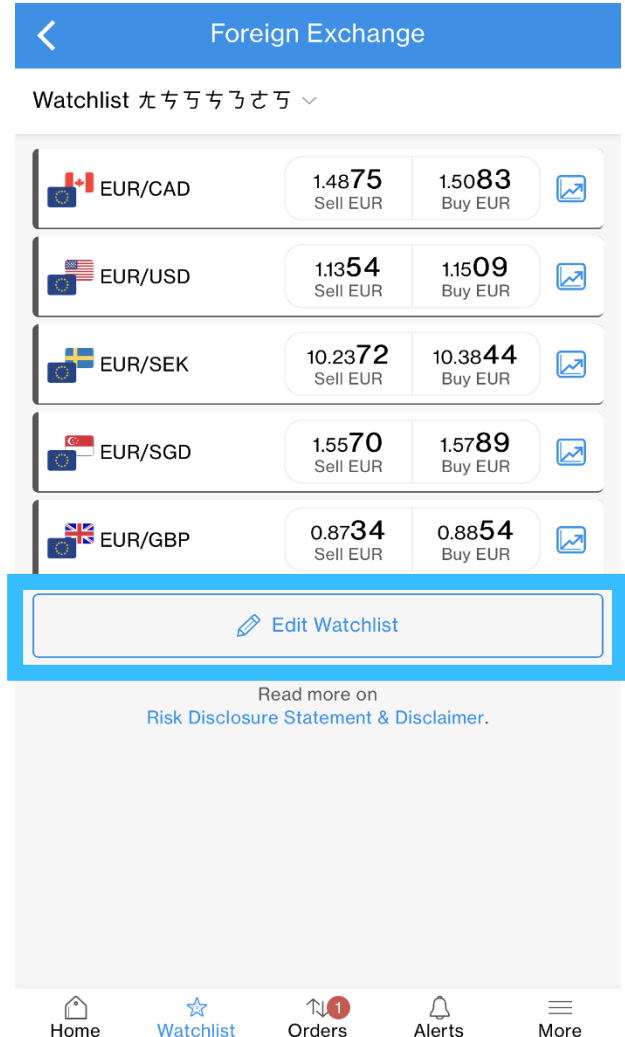 Foreign Exchange
Watchlist ㄤㄘㄎㄘㄋㄜㄎ
EUR/CAD 1.4875 1.5083
Sell EUR Buy EUR
EUR/USD 1.1354 1.1509
Sell EUR Buy EUR
EUR/SEK 10.2372 10.3844
Sell EUR Buy EUR
EUR/SGD 1.5570 1.5789
Sell EUR Buy EUR
EUR/GBP 0.8734 0.8854
Sell EUR Buy EUR
Edit Watchlist
Read more on
Risk Disclosure Statement & Disclaimer.
1
Home Watchlist Orders Alerts More